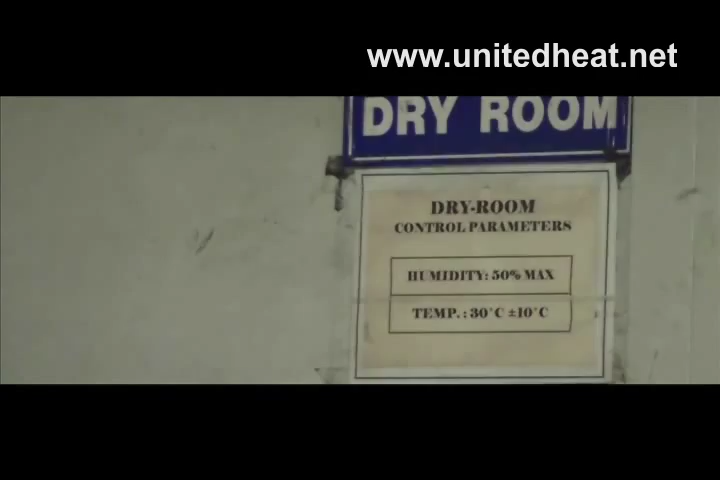 www.unitedheat.net
DRY ROOM
DRY-ROOM
CONTROL PARAMETERS
HUMIDITY: 50% MAX
TEMP. : 30°C ±10°C